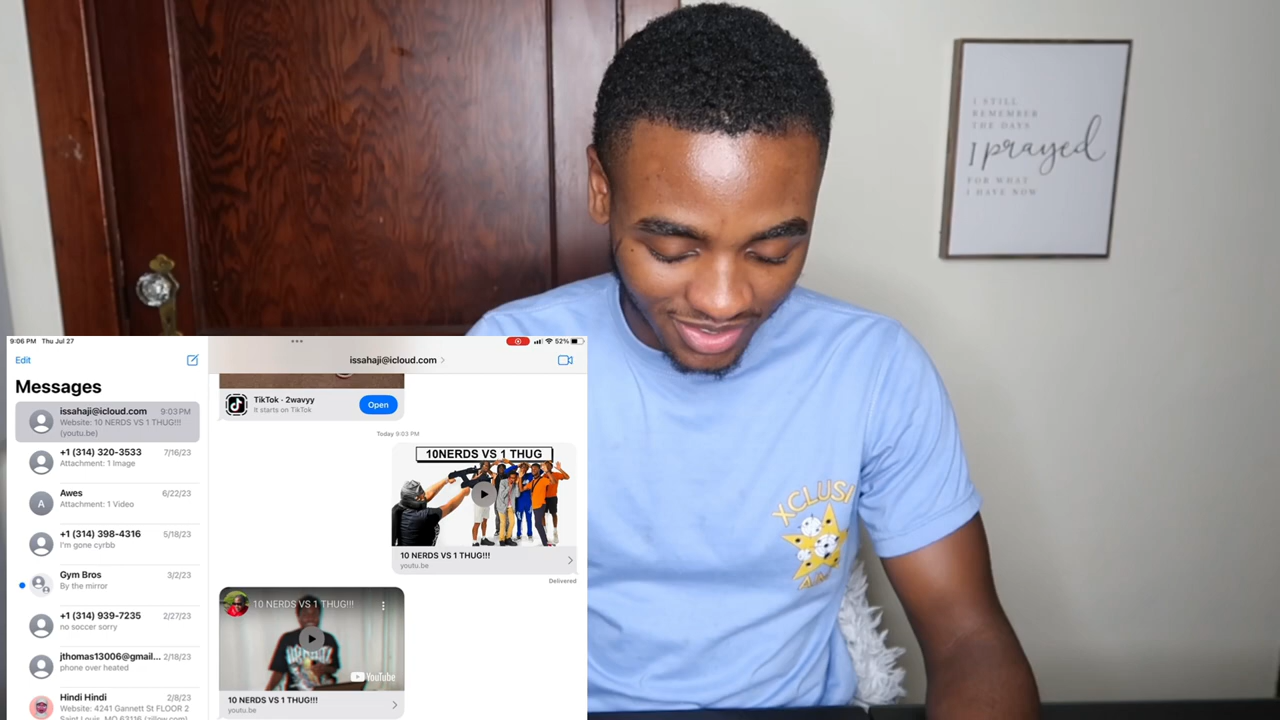 I STILL
REMEMBER
THE DAYS
I prayed
FOR WHAT
I HAVE NOW
9:06 PM Thu Jul 27
52%
Edit
issahaji@icloud.com
Messages
issahaji@icloud.com 9:03 PM
Website: 10 NERDS VS 1 THUG!!!
(youtu.be)
+1 (314) 320-3533 7/16/23
Attachment: 1 Image
A
Awes 6/22/23
Attachment: 1 Video
+1 (314) 398-4316 5/18/23
I'm gone cyrbb
Gym Bros 3/2/23
By the mirror
+1 (314) 939-7235 2/27/23
no soccer sorry
jthomas13006@gmail... 2/18/23
phone over heated
Hindi Hindi 2/8/23
Website: 4241 Gannett St FLOOR 2
Saint Louis, MO 63116 (zillow.com)
TikTok · 2wavyy
It starts on TikTok
Open
Today 9:03 PM
10NERDS VS 1 THUG
10 NERDS VS 1 THUG!!!
youtu.be
Delivered
10 NERDS VS 1 THUG!!!
YouTube
10 NERDS VS 1 THUG!!!
youtu.be
XCLUSI